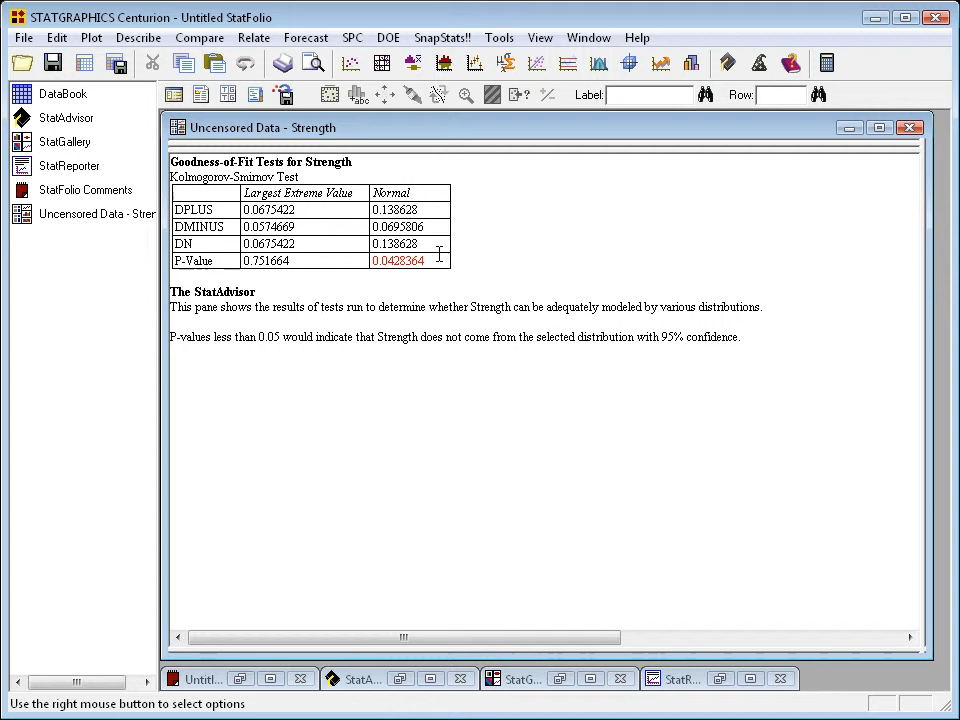 STATGRAPHICS Centurion - Untitled StatFolio
File Edit Plot Describe Compare Relate Forecast SPC DOE SnapStats!! Tools View Window Help
Label: Row:
DataBook
StatAdvisor
StatGallery
StatReporter
StatFolio Comments
Uncensored Data - Stren
Uncensored Data - Strength
Goodness-of-Fit Tests for Strength
Kolmogorov-Smirnov Test
Largest Extreme Value Normal
DPLUS 0.0675422 0.138628
DMINUS 0.0574669 0.0695806
DN 0.0675422 0.138628
P-Value 0.751664 0.0428364
The StatAdvisor
This pane shows the results of tests run to determine whether Strength can be adequately modeled by various distributions.
P-values less than 0.05 would indicate that Strength does not come from the selected distribution with 95% confidence.
Untitl... StatA... StatG... StatR...
Use the right mouse button to select options